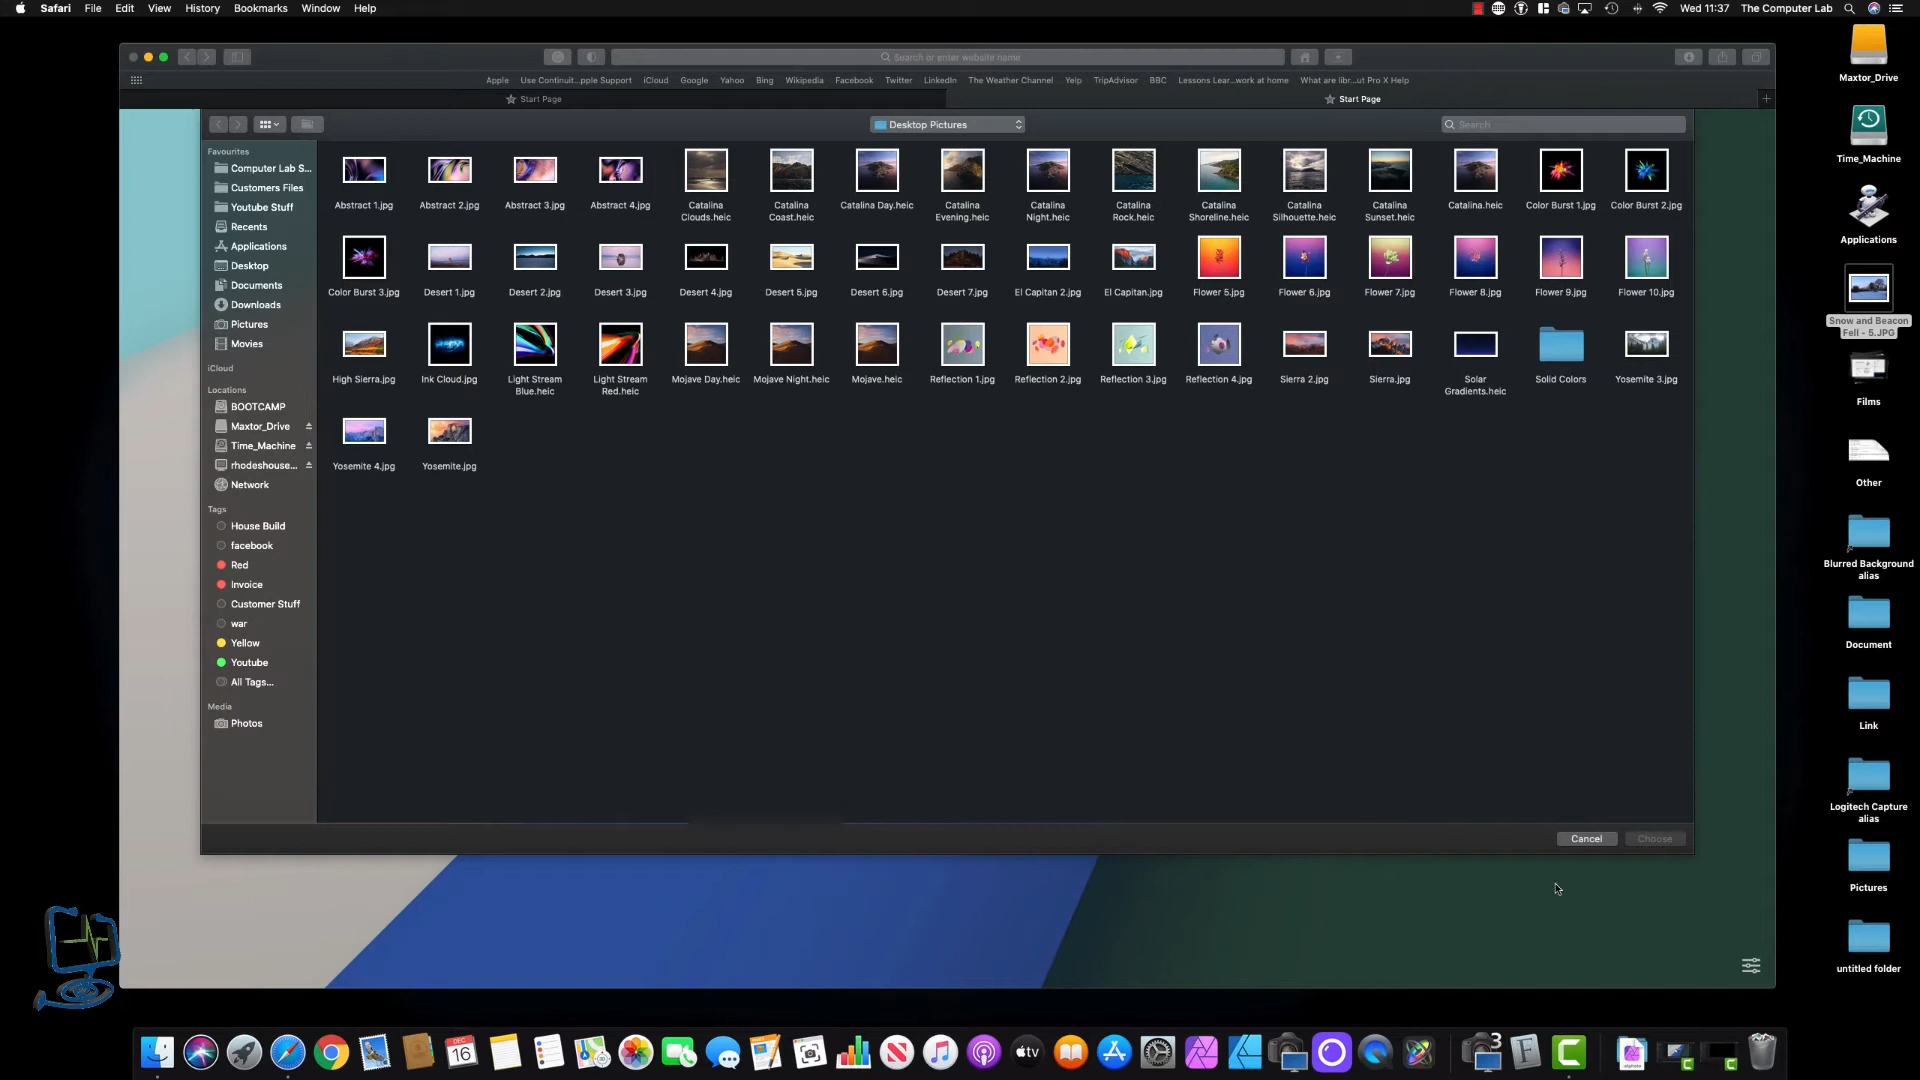 Safari File Edit View History Bookmarks Window Help
Wed 11:37 The Computer Lab
Search or enter website name
Apple Use Continuit...pple Support iCloud Google Yahoo Bing Wikipedia Facebook Twitter LinkedIn The Weather Channel Yelp TripAdvisor BBC Lessons Lear...work at home What are libr...ut Pro X Help
Start Page
Start Page
Desktop Pictures
Search
Favourites
Computer Lab S...
Customers Files
Youtube Stuff
Recents
Applications
Desktop
Documents
Downloads
Pictures
Movies
iCloud
Locations
BOOTCAMP
Maxtor_Drive
Time_Machine
rhodeshouse...
Network
Tags
House Build
facebook
Red
Invoice
Customer Stuff
war
Yellow
Youtube
All Tags...
Media
Photos
Abstract 1.jpg
Abstract 2.jpg
Abstract 3.jpg
Abstract 4.jpg
Catalina
Clouds.heic
Catalina
Coast.heic
Catalina Day.heic
Catalina
Evening.heic
Catalina
Night.heic
Catalina
Rock.heic
Catalina
Shoreline.heic
Catalina
Silhouette.heic
Catalina
Sunset.heic
Catalina.heic
Color Burst 1.jpg
Color Burst 2.jpg
Color Burst 3.jpg
Desert 1.jpg
Desert 2.jpg
Desert 3.jpg
Desert 4.jpg
Desert 5.jpg
Desert 6.jpg
Desert 7.jpg
El Capitan 2.jpg
El Capitan.jpg
Flower 5.jpg
Flower 6.jpg
Flower 7.jpg
Flower 8.jpg
Flower 9.jpg
Flower 10.jpg
High Sierra.jpg
Ink Cloud.jpg
Light Stream
Blue.heic
Light Stream
Red.heic
Mojave Day.heic
Mojave Night.heic
Mojave.heic
Reflection 1.jpg
Reflection 2.jpg
Reflection 3.jpg
Reflection 4.jpg
Sierra 2.jpg
Sierra.jpg
Solar
Gradients.heic
Solid Colors
Yosemite 3.jpg
Yosemite 4.jpg
Yosemite.jpg
Cancel
Choose
Maxtor_Drive
Time_Machine
Applications
Snow and Beacon
Fell - 5.JPG
Films
Other
Blurred Background
alias
Document
Link
Logitech Capture
alias
Pictures
untitled folder
DEC
16
tv
3
F